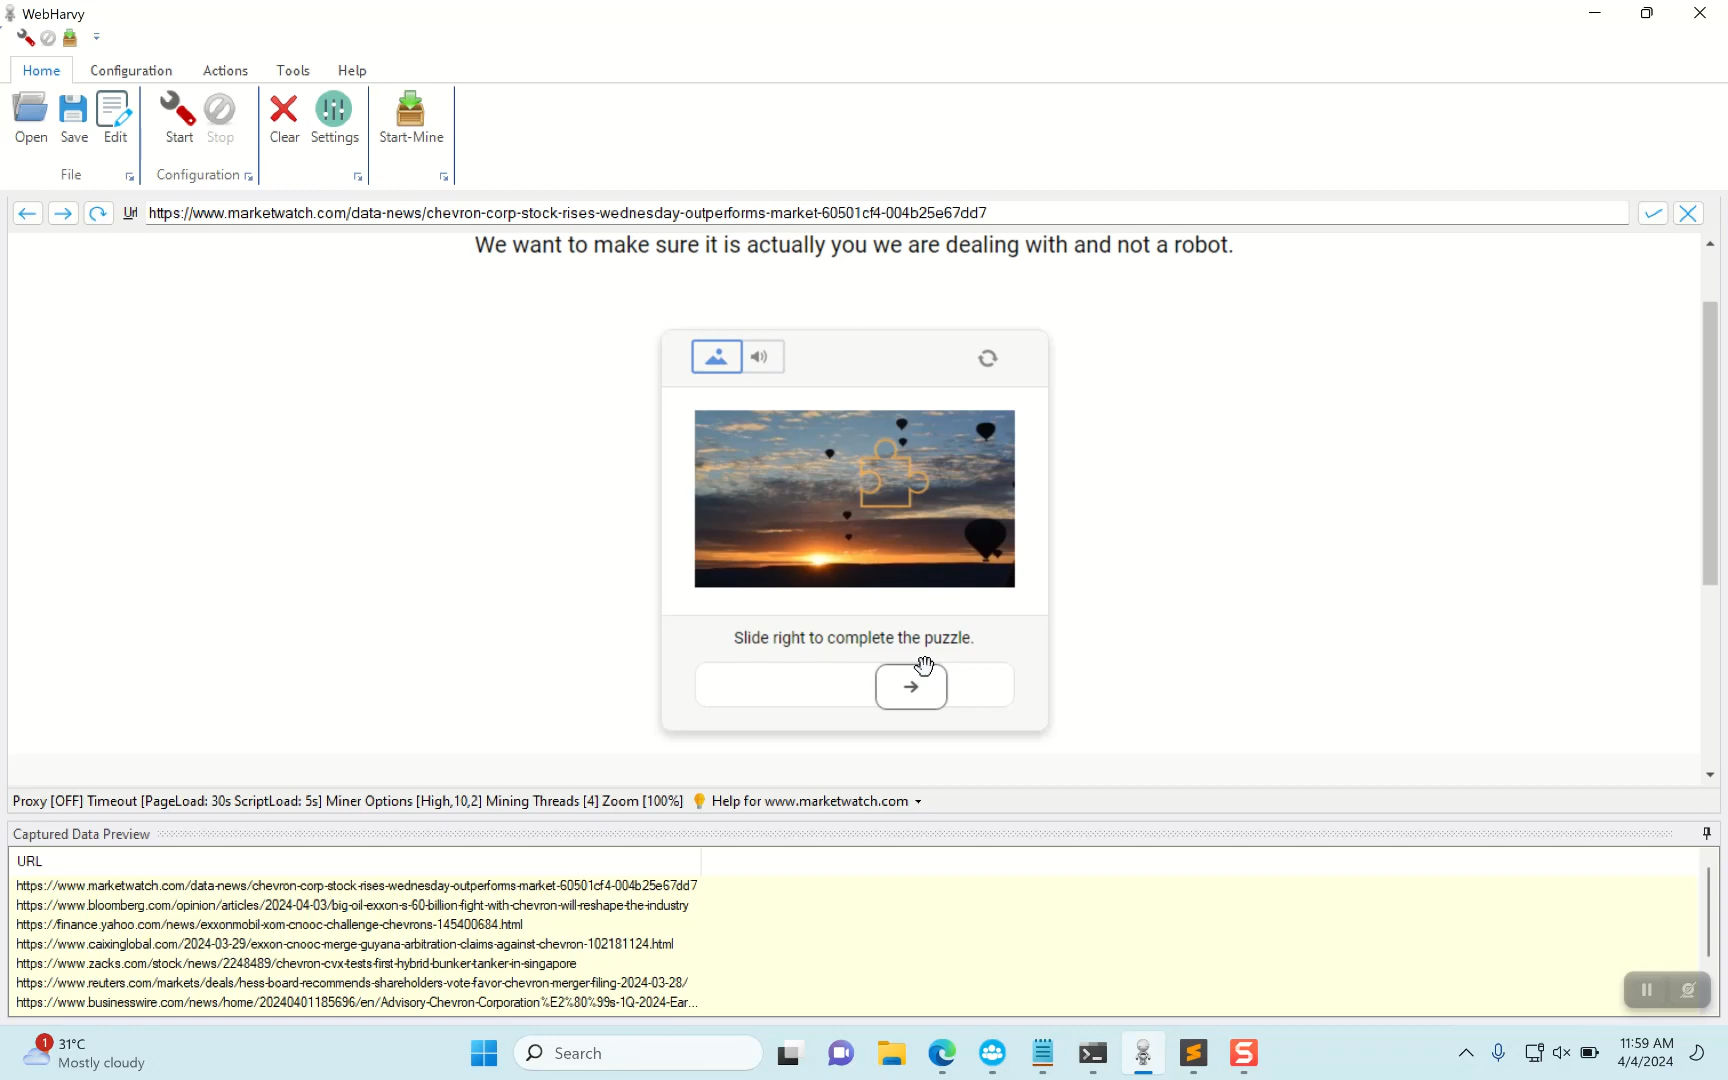 WebHarvy
Home Configuration Actions Tools Help
Open Save Edit Start Stop Clear Settings Start-Mine
File Configuration
Url https://www.marketwatch.com/data-news/chevron-corp-stock-rises-wednesday-outperforms-market-60501cf4-004b25e67dd7
We want to make sure it is actually you we are dealing with and not a robot.
Slide right to complete the puzzle.
Proxy [OFF] Timeout [PageLoad: 30s ScriptLoad: 5s] Miner Options [High,10,2] Mining Threads [4] Zoom [100%] Help for www.marketwatch.com
Captured Data Preview
URL
https://www.marketwatch.com/data-news/chevron-corp-stock-rises-wednesday-outperforms-market-60501cf4-004b25e67dd7
https://www.bloomberg.com/opinion/articles/2024-04-03/big-oil-exxon-s-60-billion-fight-with-chevron-will-reshape-the-industry
https://finance.yahoo.com/news/exxonmobil-xom-cnooc-challenge-chevrons-145400684.html
https://www.caixinglobal.com/2024-03-29/exxon-cnooc-merge-guyana-arbitration-claims-against-chevron-102181124.html
https://www.zacks.com/stock/news/2248489/chevron-cvx-tests-first-hybrid-bunker-tanker-in-singapore
https://www.reuters.com/markets/deals/hess-board-recommends-shareholders-vote-favor-chevron-merger-filing-2024-03-28/
https://www.businesswire.com/news/home/20240401185696/en/Advisory-Chevron-Corporation%E2%80%99s-1Q-2024-Ear...
1
31°C
Mostly cloudy
Search
S
11:59 AM
4/4/2024